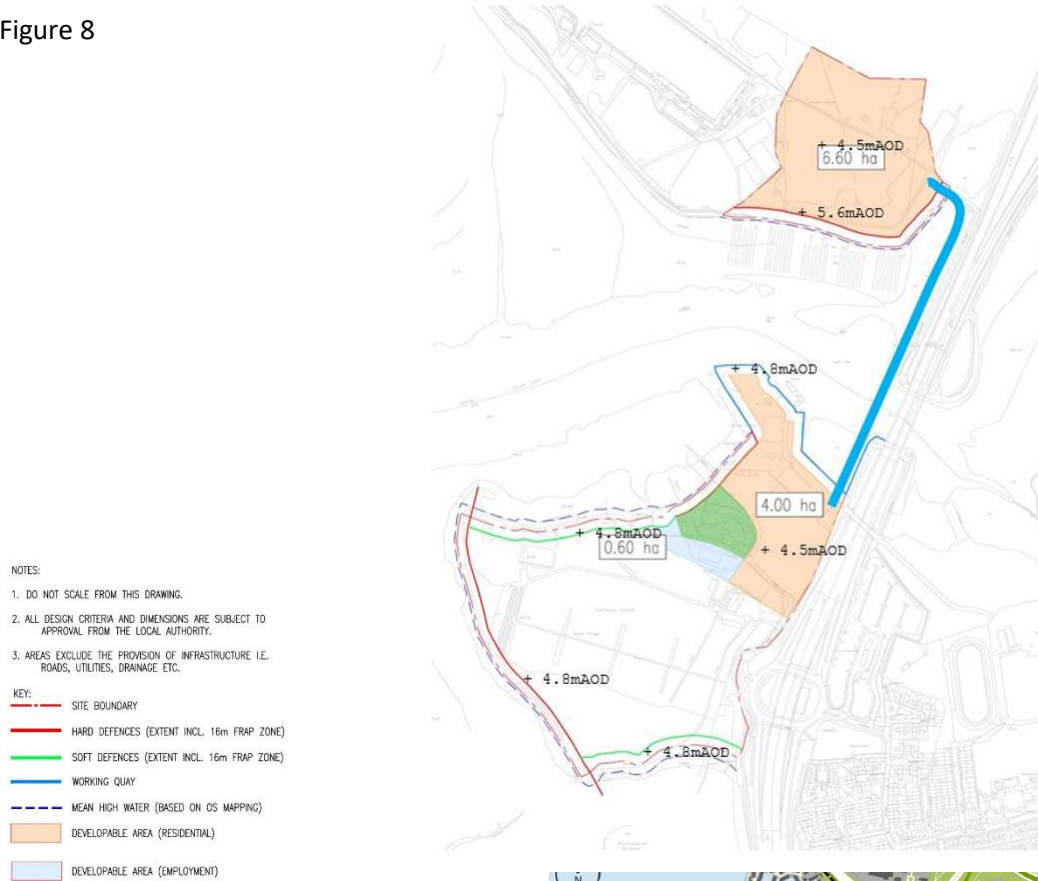 Figure 8
+ 4.5mAOD
6.60 ha
+ 5.6mAOD
+ 4.8mAOD
4.00 ha
+ 4.8mAOD
0.60 ha
+ 4.5mAOD
+ 4.8mAOD
+ 4.8mAOD
NOTES:
1. DO NOT SCALE FROM THIS DRAWING.
2. ALL DESIGN CRITERIA AND DIMENSIONS ARE SUBJECT TO
APPROVAL FROM THE LOCAL AUTHORITY.
3. AREAS EXCLUDE THE PROVISION OF INFRASTRUCTURE I.E.
ROADS, UTILITIES, DRAINAGE ETC.
KEY:
SITE BOUNDARY
HARD DEFENCES (EXTENT INCL. 16m FRAP ZONE)
SOFT DEFENCES (EXTENT INCL. 16m FRAP ZONE)
WORKING QUAY
MEAN HIGH WATER (BASED ON OS MAPPING)
DEVELOPABLE AREA (RESIDENTIAL)
DEVELOPABLE AREA (EMPLOYMENT)
N